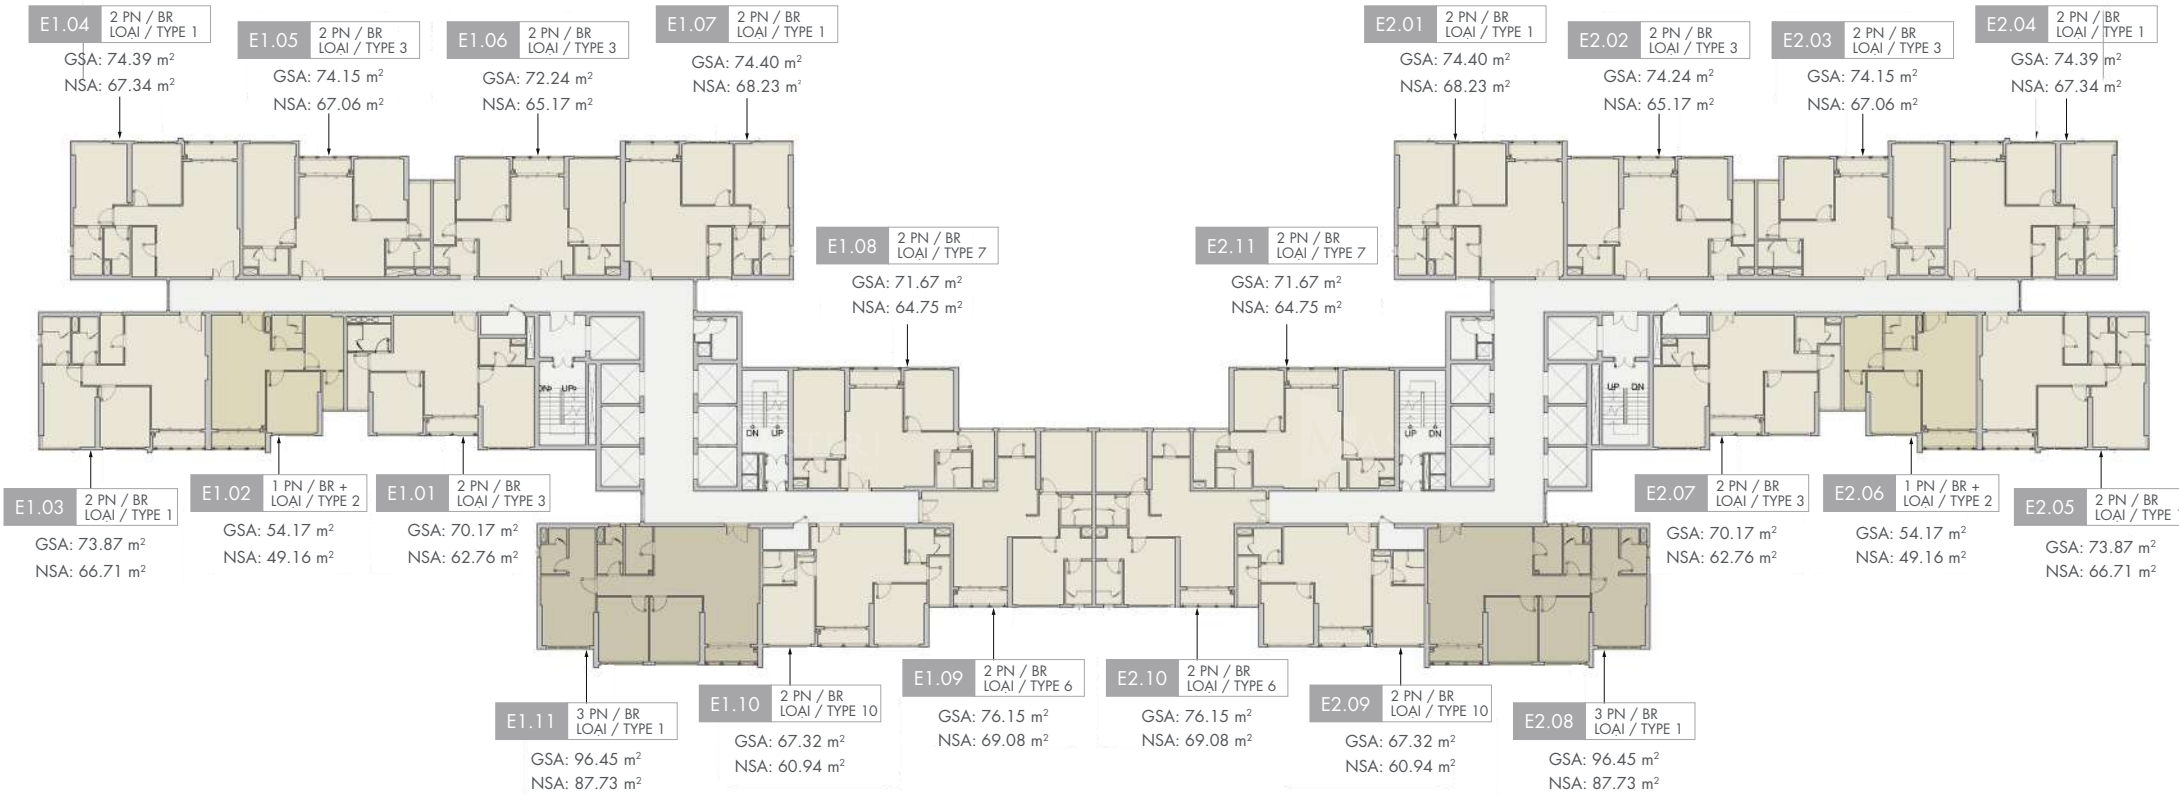 E1.04
2 PN / BR
LOẠI / TYPE 1
GSA: 74.39 m²
NSA: 67.34 m²
E1.05
2 PN / BR
LOẠI / TYPE 3
GSA: 74.15 m²
NSA: 67.06 m²
E1.06
2 PN / BR
LOẠI / TYPE 3
GSA: 72.24 m²
NSA: 65.17 m²
E1.07
2 PN / BR
LOẠI / TYPE 1
GSA: 74.40 m²
NSA: 68.23 m²
E2.01
2 PN / BR
LOẠI / TYPE 1
GSA: 74.40 m²
NSA: 68.23 m²
E2.02
2 PN / BR
LOẠI / TYPE 3
GSA: 74.24 m²
NSA: 65.17 m²
E2.03
2 PN / BR
LOẠI / TYPE 3
GSA: 74.15 m²
NSA: 67.06 m²
E2.04
2 PN / BR
LOẠI / TYPE 1
GSA: 74.39 m²
NSA: 67.34 m²
E1.08
2 PN / BR
LOẠI / TYPE 7
GSA: 71.67 m²
NSA: 64.75 m²
E2.11
2 PN / BR
LOẠI / TYPE 7
GSA: 71.67 m²
NSA: 64.75 m²
DN UP
DN UP
UP DN
UP DN
E1.03
2 PN / BR
LOẠI / TYPE 1
GSA: 73.87 m²
NSA: 66.71 m²
E1.02
1 PN / BR +
LOẠI / TYPE 2
GSA: 54.17 m²
NSA: 49.16 m²
E1.01
2 PN / BR
LOẠI / TYPE 3
GSA: 70.17 m²
NSA: 62.76 m²
E2.07
2 PN / BR
LOẠI / TYPE 3
GSA: 70.17 m²
NSA: 62.76 m²
E2.06
1 PN / BR +
LOẠI / TYPE 2
GSA: 54.17 m²
NSA: 49.16 m²
E2.05
2 PN / BR
LOẠI / TYPE
GSA: 73.87 m²
NSA: 66.71 m²
E1.11
3 PN / BR
LOẠI / TYPE 1
GSA: 96.45 m²
NSA: 87.73 m²
E1.10
2 PN / BR
LOẠI / TYPE 10
GSA: 67.32 m²
NSA: 60.94 m²
E1.09
2 PN / BR
LOẠI / TYPE 6
GSA: 76.15 m²
NSA: 69.08 m²
E2.10
2 PN / BR
LOẠI / TYPE 6
GSA: 76.15 m²
NSA: 69.08 m²
E2.09
2 PN / BR
LOẠI / TYPE 10
GSA: 67.32 m²
NSA: 60.94 m²
E2.08
3 PN / BR
LOẠI / TYPE 1
GSA: 96.45 m²
NSA: 87.73 m²